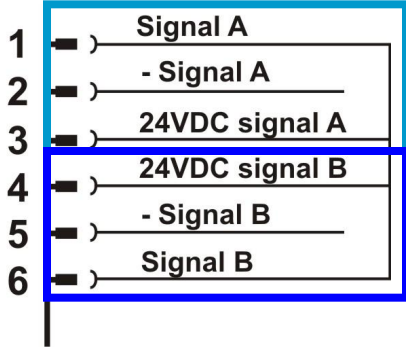 1 Signal A
2 - Signal A
3 24VDC signal A
4 24VDC signal B
5 - Signal B
6 Signal B